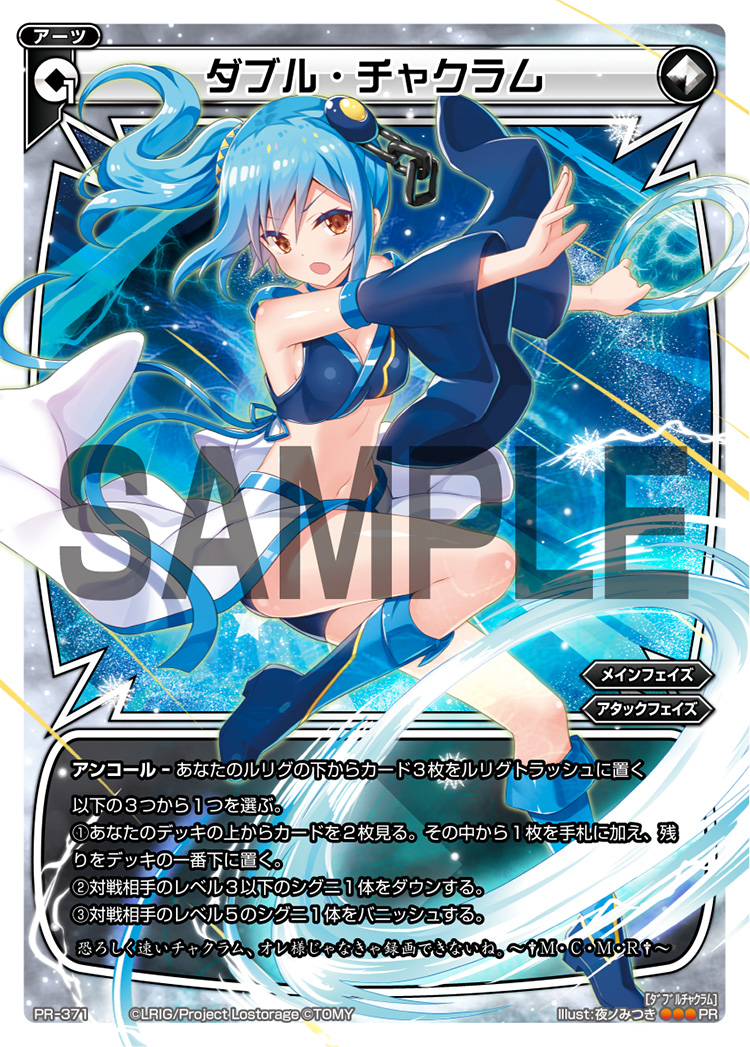 アーツ
1
ダブル・チャクラム
SAMPLE
メインフェイズ
アタックフェイズ
アンコール－あなたのルリグの下からカード３枚をルリグトラッシュに置く
以下の３つから１つを選ぶ。
①あなたのデッキの上からカードを２枚見る。その中から１枚を手札に加え、残
りをデッキの一番下に置く。
②対戦相手のレベル３以下のシグニ１体をダウンする。
③対戦相手のレベル５のシグニ１体をバニッシュする。
恐ろしく速いチャクラム、オレ様じゃなきゃ録画できないね。～✝M・C・M・R✝～
[ダブルチャクラム]
PR-371 ©LRIG/Project Lostorage ©TOMY Illust:夜ノみつき PR